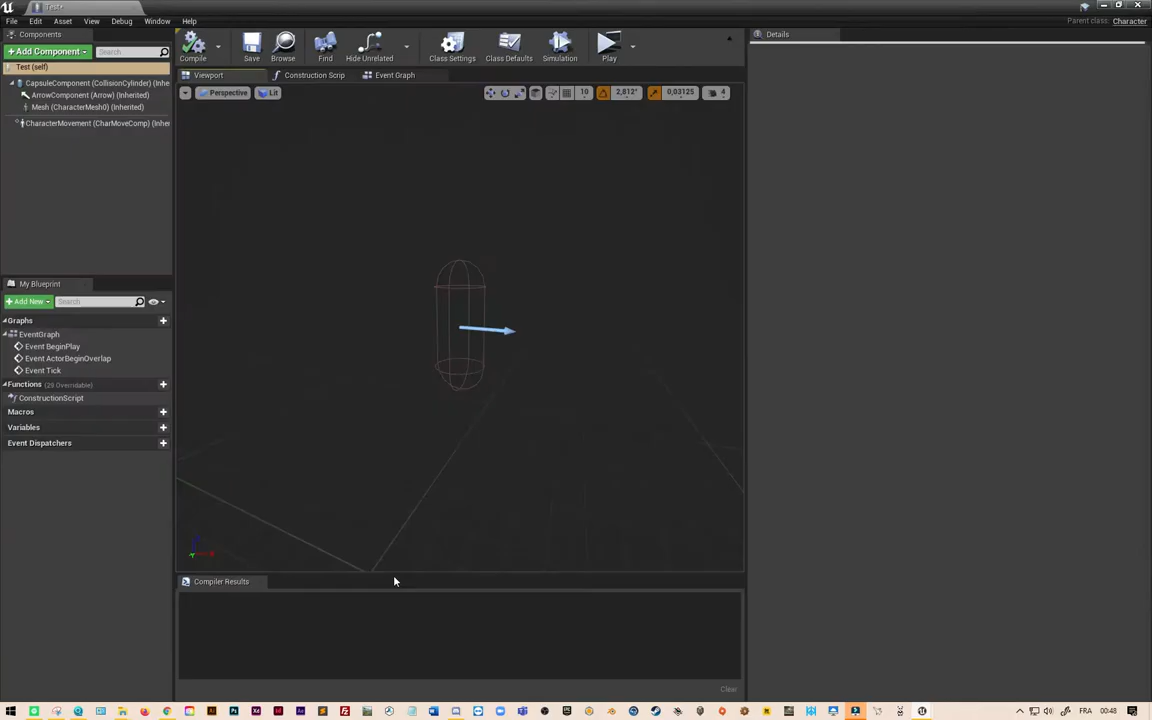 Test*
File Edit Asset View Debug Window Help
Parent class: Character
Components
+Add Component
Search
Test (self)
CapsuleComponent (CollisionCylinder) (Inhe
ArrowComponent (Arrow) (Inherited)
Mesh (CharacterMesh0) (Inherited)
CharacterMovement (CharMoveComp) (Inhe
Compile
Save
Browse
Find
Hide Unrelated
Class Settings
Class Defaults
Simulation
Play
Viewport
Construction Scrip
Event Graph
Perspective
Lit
10
2,812°
0,03125
4
Details
My Blueprint
+Add New
Search
Graphs
EventGraph
Event BeginPlay
Event ActorBeginOverlap
Event Tick
Functions (29 Overridable)
ConstructionScript
Macros
Variables
Event Dispatchers
Compiler Results
Clear
FRA
00:48